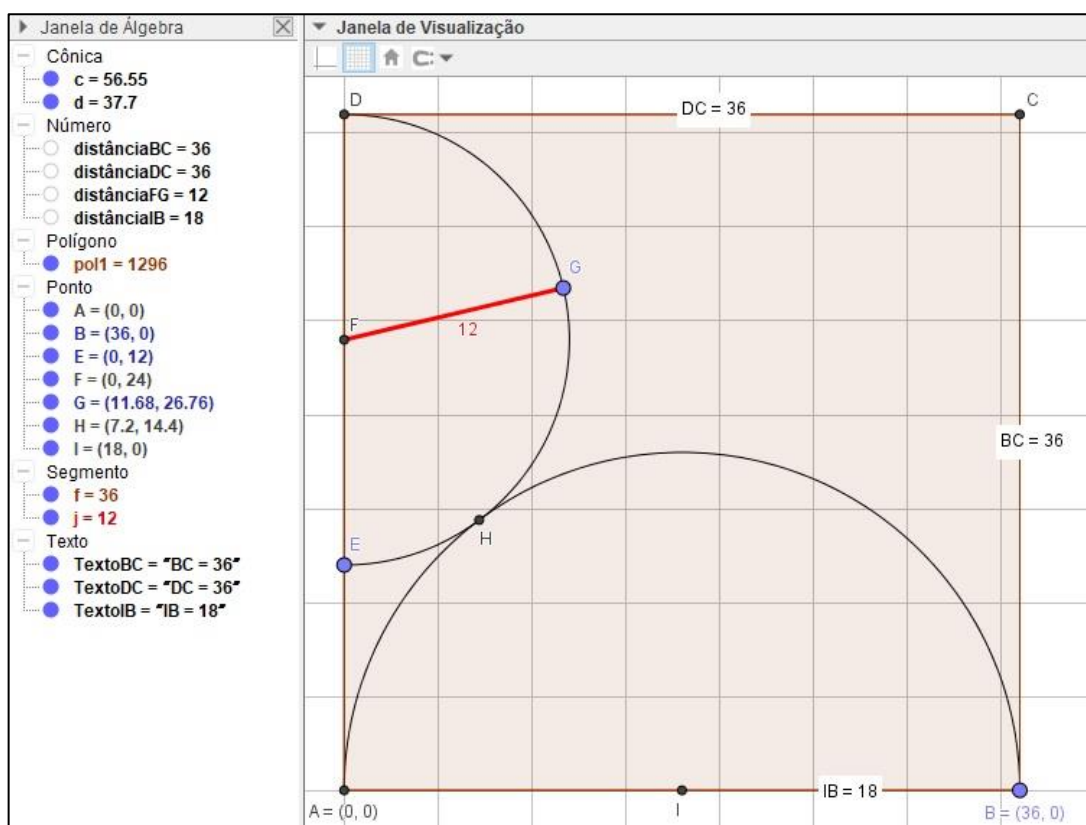 Janela de Álgebra
Cônica
c = 56.55
d = 37.7
Número
distânciaBC = 36
distânciaDC = 36
distânciaFG = 12
distânciaIB = 18
Polígono
pol1 = 1296
Ponto
A = (0, 0)
B = (36, 0)
E = (0, 12)
F = (0, 24)
G = (11.68, 26.76)
H = (7.2, 14.4)
I = (18, 0)
Segmento
f = 36
j = 12
Texto
TextoBC = "BC = 36"
TextoDC = "DC = 36"
TextoIB = "IB = 18"
Janela de Visualização
D
DC = 36
C
G
F
12
BC = 36
H
E
IB = 18
A = (0, 0)
I
B = (36, 0)